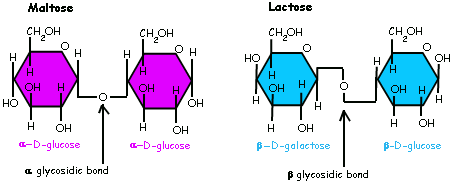 Maltose
CH₂OH
O
H
H
H
HO
OH
H
OH
O
CH₂OH
O
H
H
H
OH
OH
H
OH
α-D-glucose
α-D-glucose
α glycosidic bond
Lactose
CH₂OH
O
HO
H
H
OH
H
H
OH
O
CH₂OH
O
OH
H
H
OH
H
H
OH
β-D-galactose
β-D-glucose
β glycosidic bond